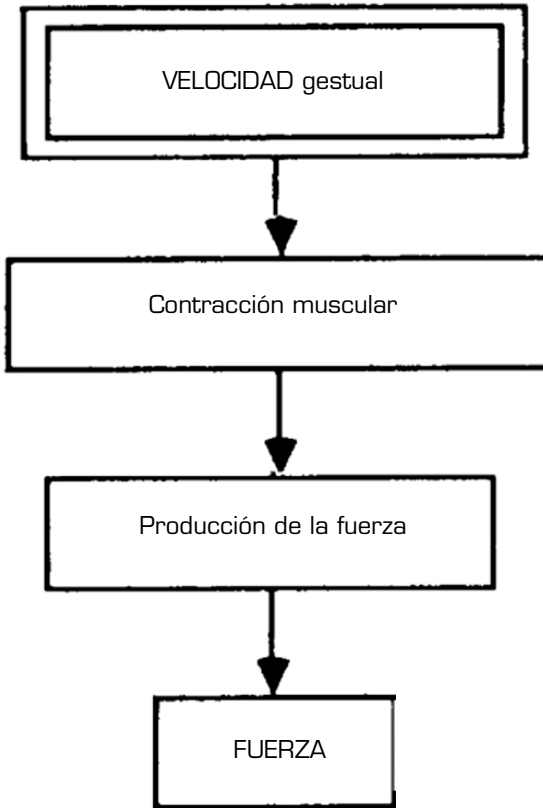 VELOCIDAD gestual
Contracción muscular
Producción de la fuerza
FUERZA